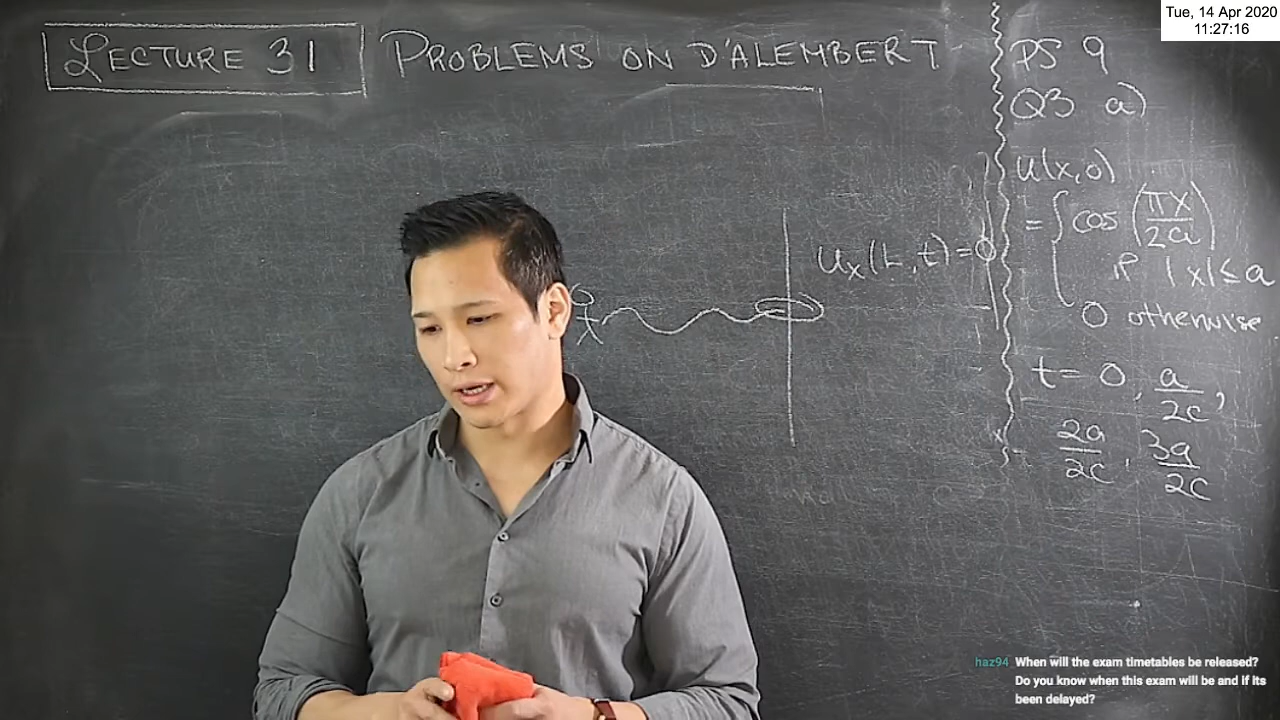 Tue, 14 Apr 2020
11:27:16
LECTURE 31 PROBLEMS ON D'ALEMBERT
PS 9
Q3 a)
u(x,0)
= { cos (πx/2a)
if |x| ≤ a
0 otherwise
t = 0, a/2c,
2a/2c, 3a/2c
u_x(L,t)=0
haz94 When will the exam timetables be released?
Do you know when this exam will be and if its
been delayed?